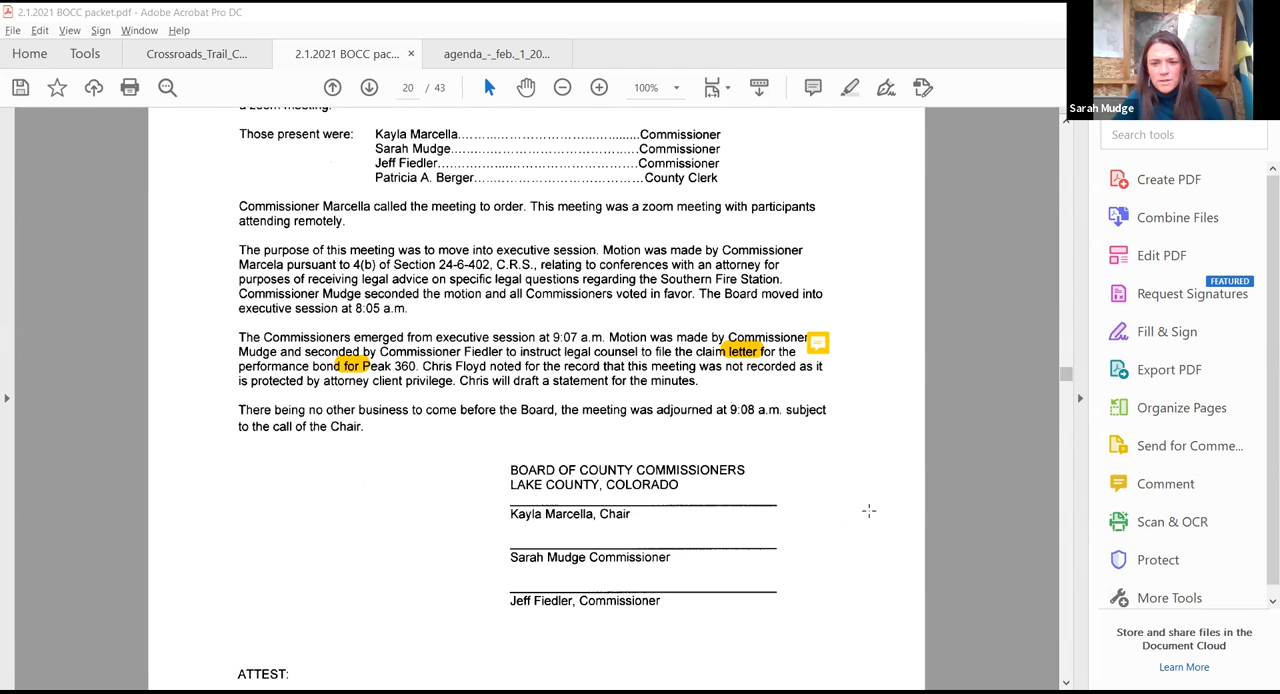 2.1.2021 BOCC packet.pdf - Adobe Acrobat Pro DC
File Edit View Sign Window Help
Home Tools Crossroads_Trail_C... 2.1.2021 BOCC pac... × agenda_-_feb._1_20...
20 / 43 100%
Sarah Mudge
Search tools
a zoom meeting.
Those present were: Kayla Marcella……………………………...……..Commissioner
Sarah Mudge……………………………………..Commissioner
Jeff Fiedler……………………………………….Commissioner
Patricia A. Berger…………………………………County Clerk
Commissioner Marcella called the meeting to order. This meeting was a zoom meeting with participants
attending remotely.
The purpose of this meeting was to move into executive session. Motion was made by Commissioner
Marcela pursuant to 4(b) of Section 24-6-402, C.R.S., relating to conferences with an attorney for
purposes of receiving legal advice on specific legal questions regarding the Southern Fire Station.
Commissioner Mudge seconded the motion and all Commissioners voted in favor. The Board moved into
executive session at 8:05 a.m.
The Commissioners emerged from executive session at 9:07 a.m. Motion was made by Commissioner
Mudge and seconded by Commissioner Fiedler to instruct legal counsel to file the claim letter for the
performance bond for Peak 360. Chris Floyd noted for the record that this meeting was not recorded as it
is protected by attorney client privilege. Chris will draft a statement for the minutes.
There being no other business to come before the Board, the meeting was adjourned at 9:08 a.m. subject
to the call of the Chair.
BOARD OF COUNTY COMMISSIONERS
LAKE COUNTY, COLORADO
Kayla Marcella, Chair
Sarah Mudge Commissioner
Jeff Fiedler, Commissioner
ATTEST:
Create PDF
Combine Files
Edit PDF
FEATURED
Request Signatures
Fill & Sign
Export PDF
Organize Pages
Send for Comme...
Comment
Scan & OCR
Protect
More Tools
Store and share files in the
Document Cloud
Learn More